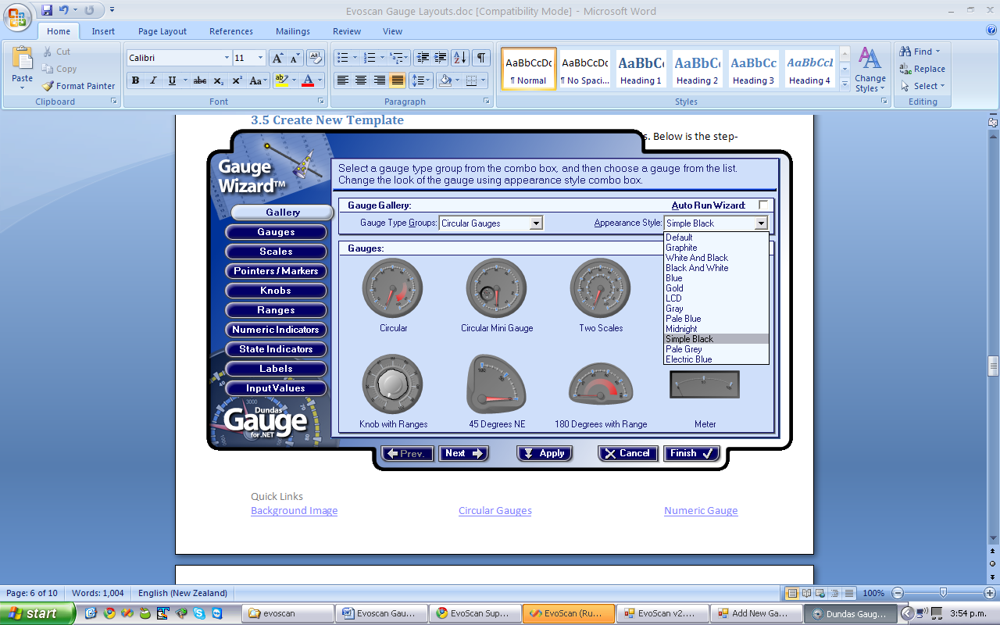 Evoscan Gauge Layouts.doc [Compatibility Mode] - Microsoft Word
Home Insert Page Layout References Mailings Review View
Paste
Cut
Copy
Format Painter
Clipboard
Calibri 11
B I U abc X₂ X² Aa
Font
Paragraph
AaBbCcDc AaBbCcDc AaBbCc AaBbCc AaBbCc AaBbCcI
¶ Normal ¶ No Spaci... Heading 1 Heading 2 Heading 3 Heading 4
Change Styles
Styles
Find
Replace
Select
Editing
3.5 Create New Template
s. Below is the step-
Gauge
Wizard™
Select a gauge type group from the combo box, and then choose a gauge from the list.
Change the look of the gauge using appearance style combo box.
Gallery
Gauges
Scales
Pointers / Markers
Knobs
Ranges
Numeric Indicators
State Indicators
Labels
Input Values
Dundas
Gauge
for .NET
Gauge Gallery: Auto Run Wizard:
Gauge Type Groups: Circular Gauges Appearance Style: Simple Black
Default
Graphite
White And Black
Black And White
Blue
Gold
LCD
Gray
Pale Blue
Midnight
Simple Black
Pale Grey
Electric Blue
Gauges:
Circular Circular Mini Gauge Two Scales
Knob with Ranges 45 Degrees NE 180 Degrees with Range Meter
Prev. Next Apply Cancel Finish
Quick Links
Background Image Circular Gauges Numeric Gauge
Page: 6 of 10 Words: 1,004 English (New Zealand) 100%
start evoscan Evoscan Gau... EvoScan Sup... EvoScan (Ru... EvoScan v2.... Add New Ga... Dundas Gaug... 3:54 p.m.